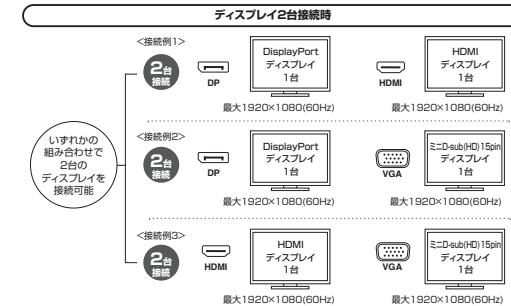 ディスプレイ2台接続時
いずれかの
組み合わせで
2台の
ディスプレイを
接続可能
<接続例1>
2台
接続
DP
DisplayPort
ディスプレイ
1台
最大1920×1080(60Hz)
HDMI
HDMI
ディスプレイ
1台
最大1920×1080(60Hz)
<接続例2>
2台
接続
DP
DisplayPort
ディスプレイ
1台
最大1920×1080(60Hz)
VGA
ミニD-sub(HD)15pin
ディスプレイ
1台
最大1920×1080(60Hz)
<接続例3>
2台
接続
HDMI
HDMI
ディスプレイ
1台
最大1920×1080(60Hz)
VGA
ミニD-sub(HD)15pin
ディスプレイ
1台
最大1920×1080(60Hz)